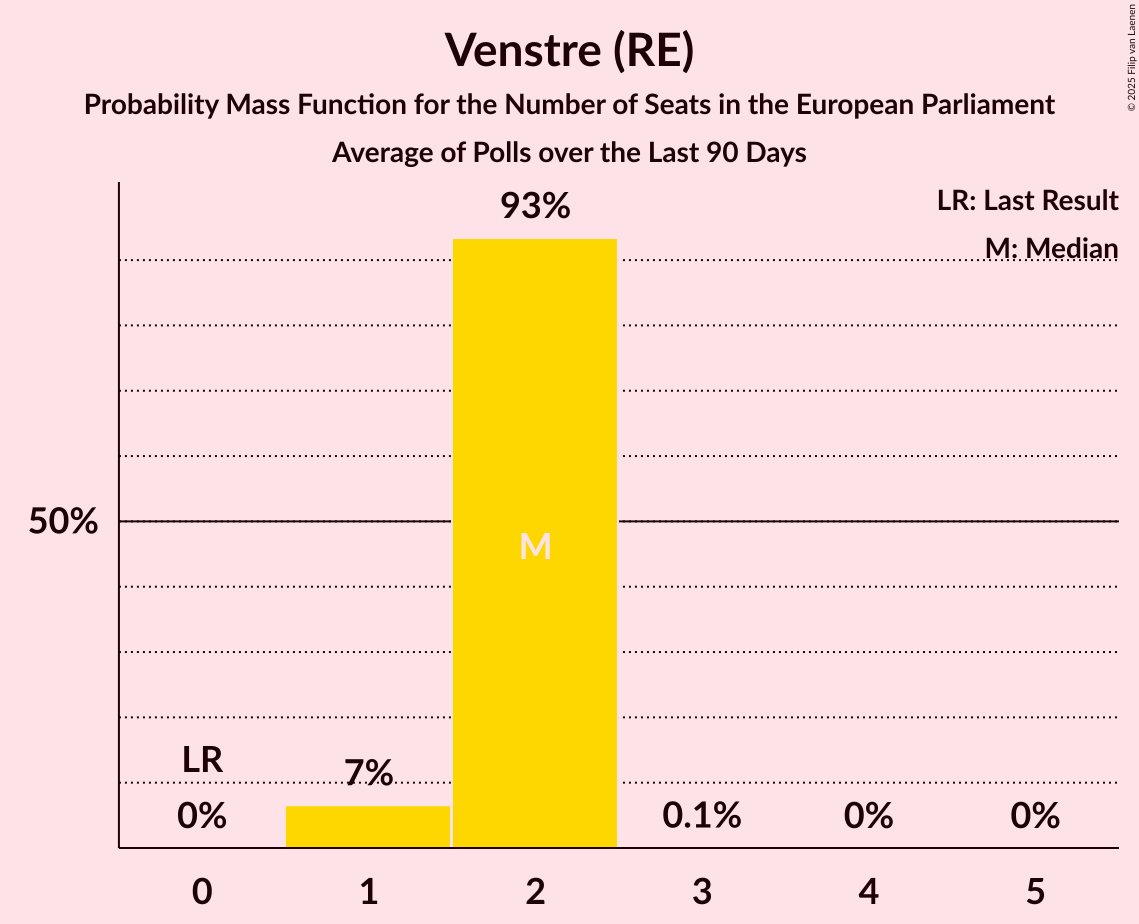 Venstre (RE)
Probability Mass Function for the Number of Seats in the European Parliament
Average of Polls over the Last 90 Days
© 2025 Filip van Laenen
LR: Last Result
M: Median
93%
50%
M
LR
7%
0%
0.1%
0%
0%
0 1 2 3 4 5